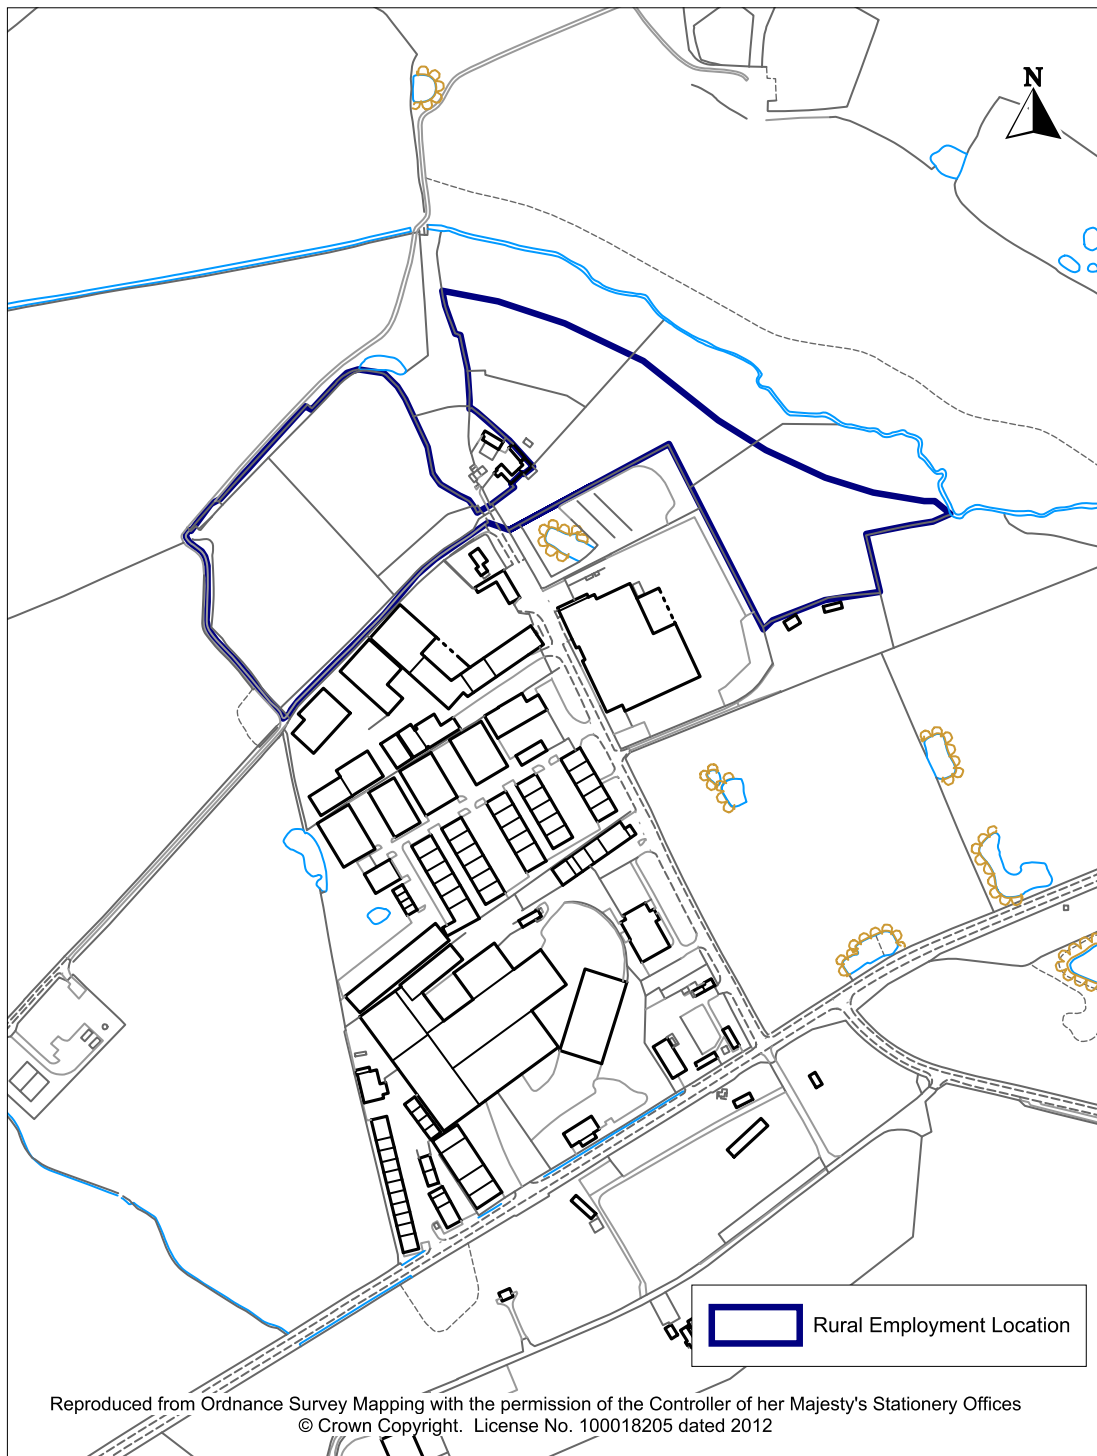 N
Rural Employment Location
Reproduced from Ordnance Survey Mapping with the permission of the Controller of her Majesty's Stationery Offices
© Crown Copyright. License No. 100018205 dated 2012